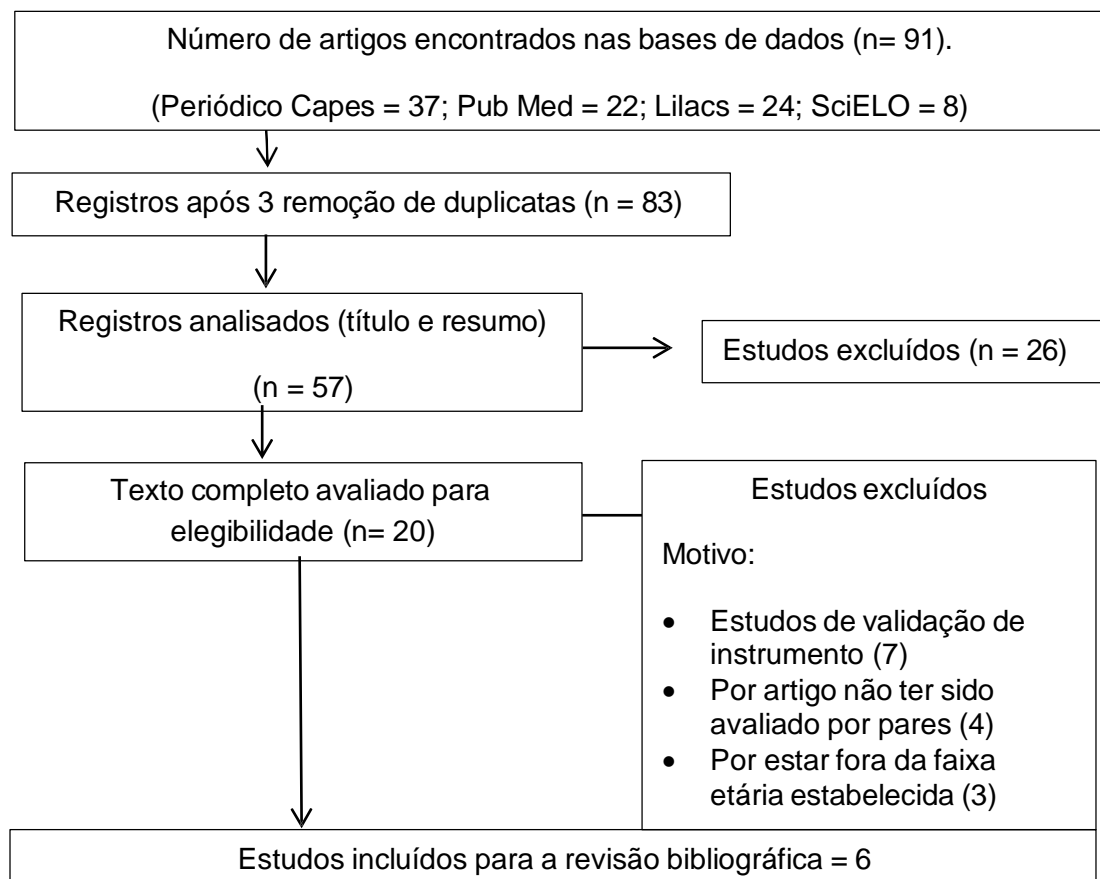 Número de artigos encontrados nas bases de dados (n= 91).
(Periódico Capes = 37; Pub Med = 22; Lilacs = 24; SciELO = 8)
Registros após 3 remoção de duplicatas (n = 83)
Registros analisados (título e resumo)
(n = 57)
Estudos excluídos (n = 26)
Texto completo avaliado para
elegibilidade (n= 20)
Estudos excluídos
Motivo:
• Estudos de validação de
instrumento (7)
• Por artigo não ter sido
avaliado por pares (4)
• Por estar fora da faixa
etária estabelecida (3)
Estudos incluídos para a revisão bibliográfica = 6